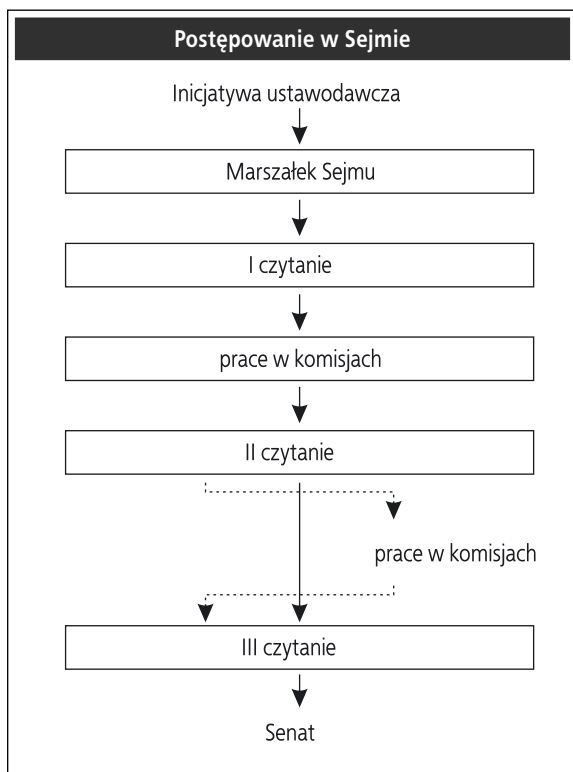 Postępowanie w Sejmie
Inicjatywa ustawodawcza
Marszałek Sejmu
I czytanie
prace w komisjach
II czytanie
prace w komisjach
III czytanie
Senat